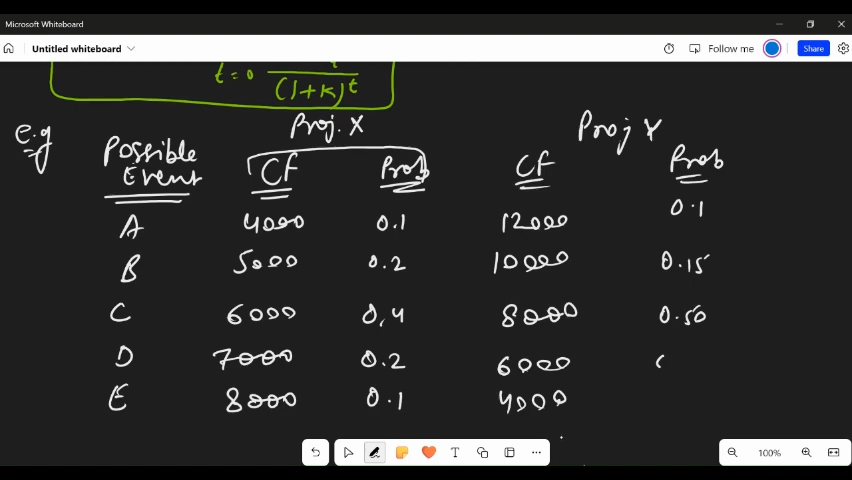 Microsoft Whiteboard
Untitled whiteboard
Follow me
Share
t=0
(1+K)^t
e.g
Proj. X
Proj Y
Possible Event
CF Prob CF Prob
A 4000 0.1 12000 0.1
B 5000 0.2 10000 0.15
C 6000 0.4 8000 0.50
D 7000 0.2 6000
E 8000 0.1 4000
100%